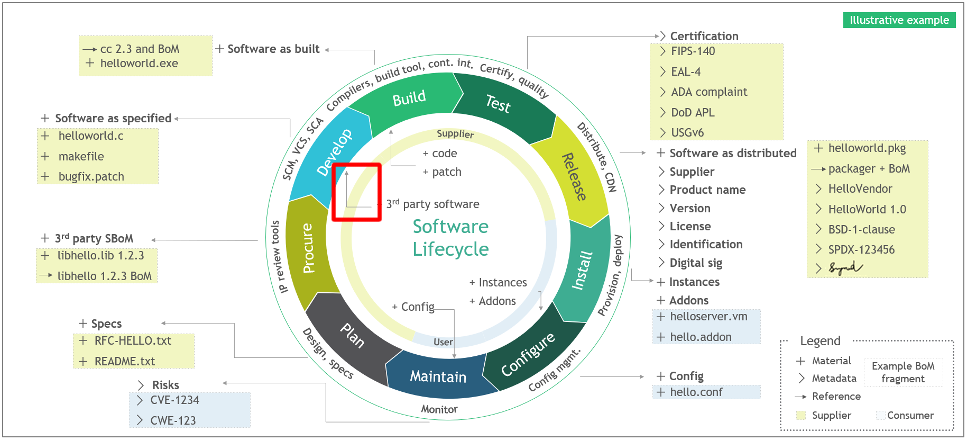 Illustrative example
→ cc 2.3 and BoM
+ helloworld.exe
+ Software as built
+ Software as specified
+ helloworld.c
+ makefile
+ bugfix.patch
+ 3rd party SBoM
+ libhello.lib 1.2.3
→ libhello 1.2.3 BoM
+ Specs
+ RFC-HELLO.txt
+ README.txt
> Risks
> CVE-1234
> CWE-123
SCM, VCS, SCA
Compilers, build tool, cont. int.
Certify, quality
Distribute, CDN
Provision, deploy
Config mgmt.
Monitor
Design, specs
IP review tools
Build
Test
Release
Install
Configure
Maintain
Plan
Procure
Develop
Supplier
+ code
+ patch
3rd party software
Software
Lifecycle
+ Instances
+ Addons
+ Config
User
> Certification
> FIPS-140
> EAL-4
> ADA complaint
> DoD APL
> USGv6
+ Software as distributed
> Supplier
> Product name
> Version
> License
> Identification
> Digital sig
+ Instances
+ Addons
+ helloserver.vm
+ hello.addon
+ Config
+ hello.conf
+ helloworld.pkg
→ packager + BoM
> HelloVendor
> HelloWorld 1.0
> BSD-1-clause
> SPDX-123456
>
Legend
+ Material
> Metadata
→ Reference
Example BoM
fragment
Supplier
Consumer